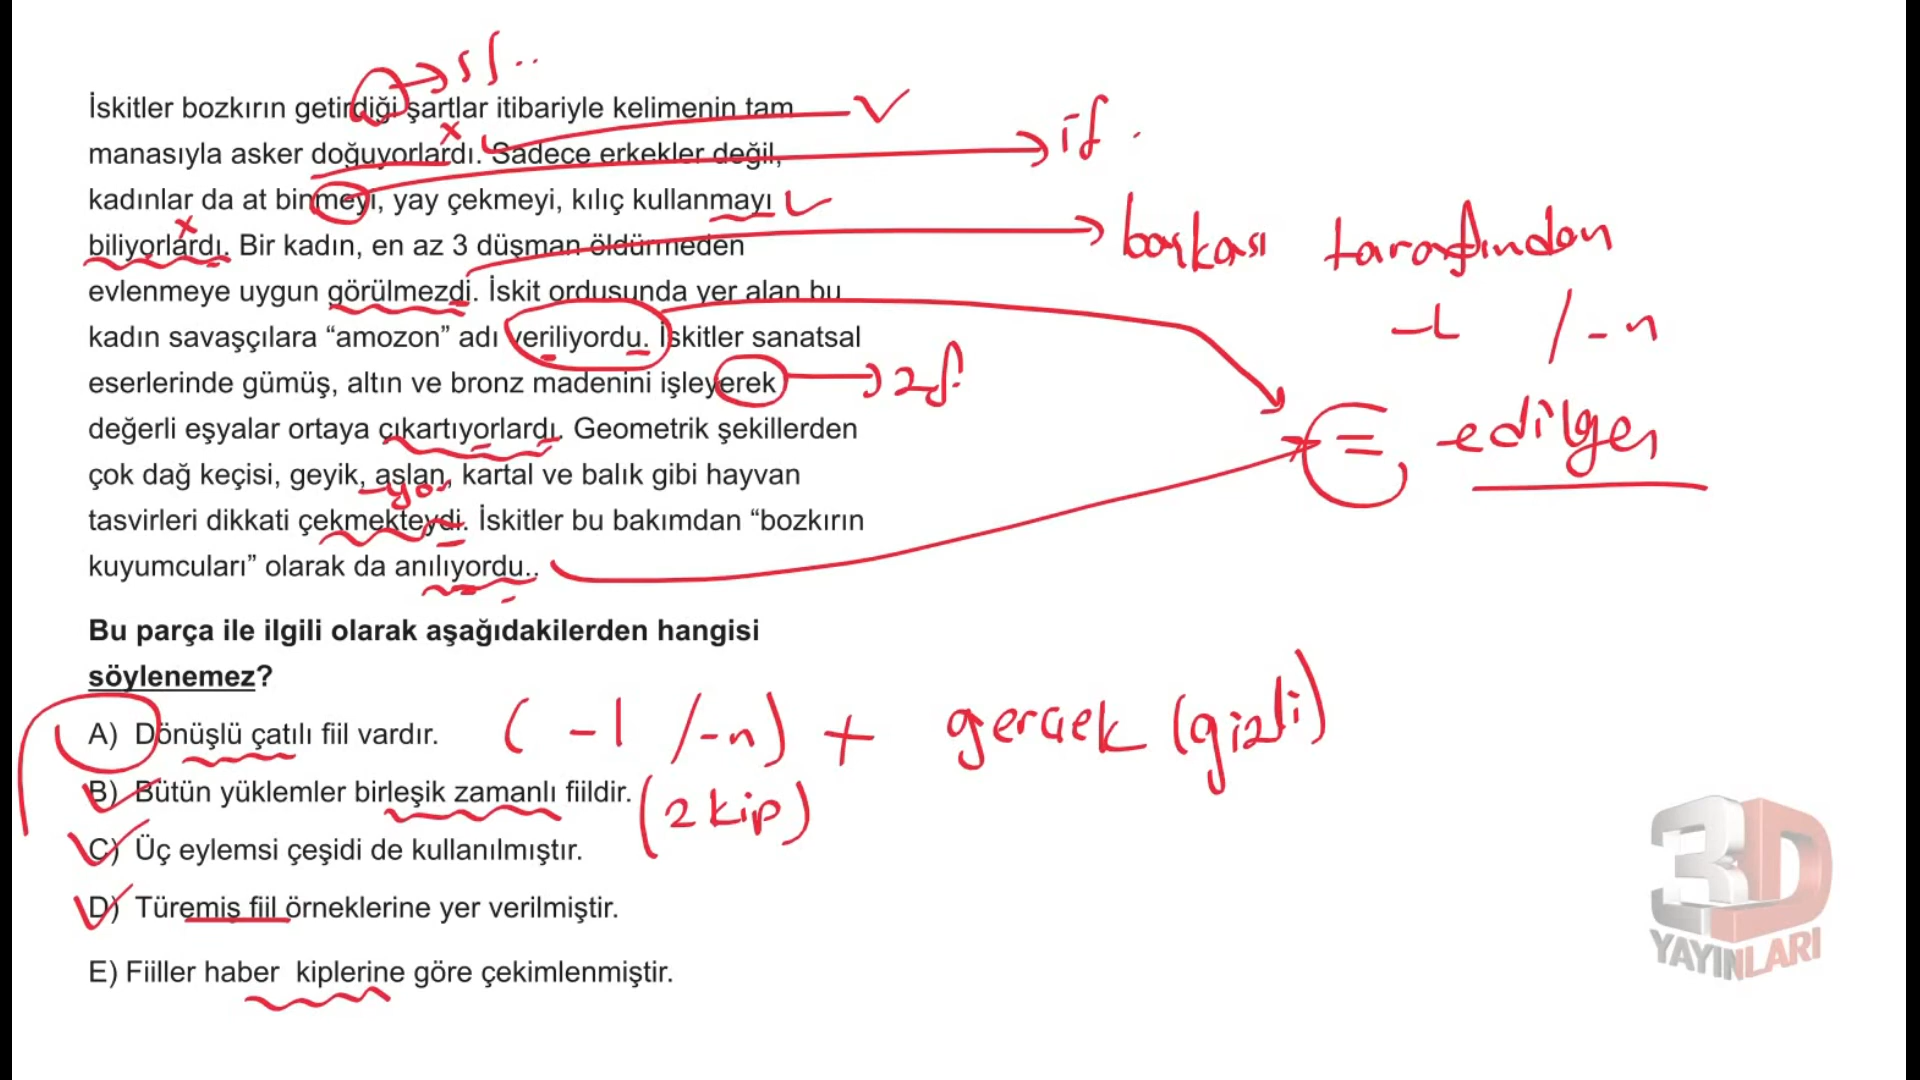 sf..
İskitler bozkırın getirdiği şartlar itibariyle kelimenin tam
manasıyla asker doğuyorlardı. Sadece erkekler değil,
if.
kadınlar da at binmeyi, yay çekmeyi, kılıç kullanmayı
biliyorlardı. Bir kadın, en az 3 düşman öldürmeden
başkası tarafından
evlenmeye uygun görülmezdi. İskit ordusunda yer alan bu
-l / -n
kadın savaşçılara “amozon” adı veriliyordu. İskitler sanatsal
eserlerinde gümüş, altın ve bronz madenini işleyerek
zf.
değerli eşyalar ortaya çıkartıyorlardı. Geometrik şekillerden
= edilgen
çok dağ keçisi, geyik, aslan, kartal ve balık gibi hayvan
-yor
tasvirleri dikkati çekmekteydi. İskitler bu bakımdan “bozkırın
kuyumcuları” olarak da anılıyordu..
Bu parça ile ilgili olarak aşağıdakilerden hangisi
söylenemez?
A) Dönüşlü çatılı fiil vardır. (-l /-n) + gerçek (gizli)
B) Bütün yüklemler birleşik zamanlı fiildir. (2 kip)
C) Üç eylemsi çeşidi de kullanılmıştır.
D) Türemiş fiil örneklerine yer verilmiştir.
E) Fiiller haber kiplerine göre çekimlenmiştir.
3D
YAYINLARI